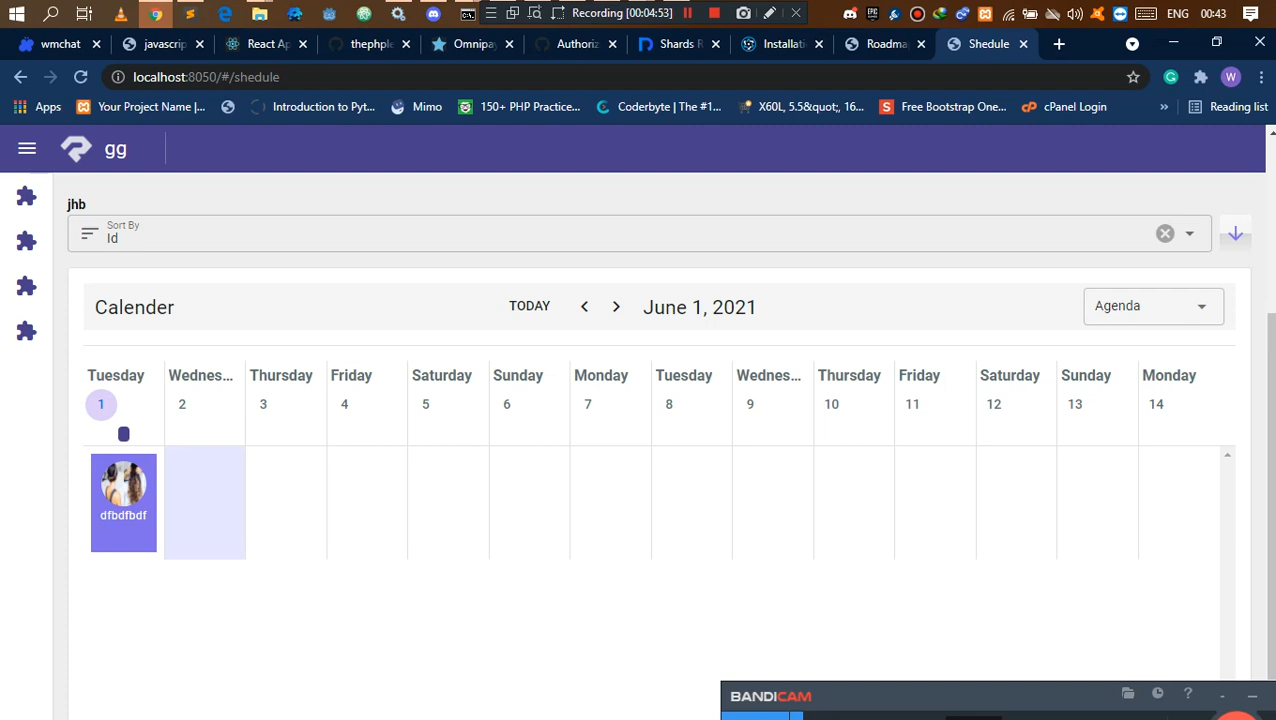 Recording [00:04:53]
ENG 00:43
wmchat
javascrip
React Ap
thephple
Omnipay
Authoriz
Shards R
Installatio
Roadma
Shedule
localhost:8050/#/shedule
W
Apps
Your Project Name |...
Introduction to Pyt...
Mimo
150+ PHP Practice...
Coderbyte | The #1...
X60L, 5.5&quot;, 16...
Free Bootstrap One...
cPanel Login
»
Reading list
gg
jhb
Sort By
Id
Calender
TODAY
June 1, 2021
Agenda
Tuesday Wednes... Thursday Friday Saturday Sunday Monday Tuesday Wednes... Thursday Friday Saturday Sunday Monday
1 2 3 4 5 6 7 8 9 10 11 12 13 14
dfbdfbdf
BANDICAM